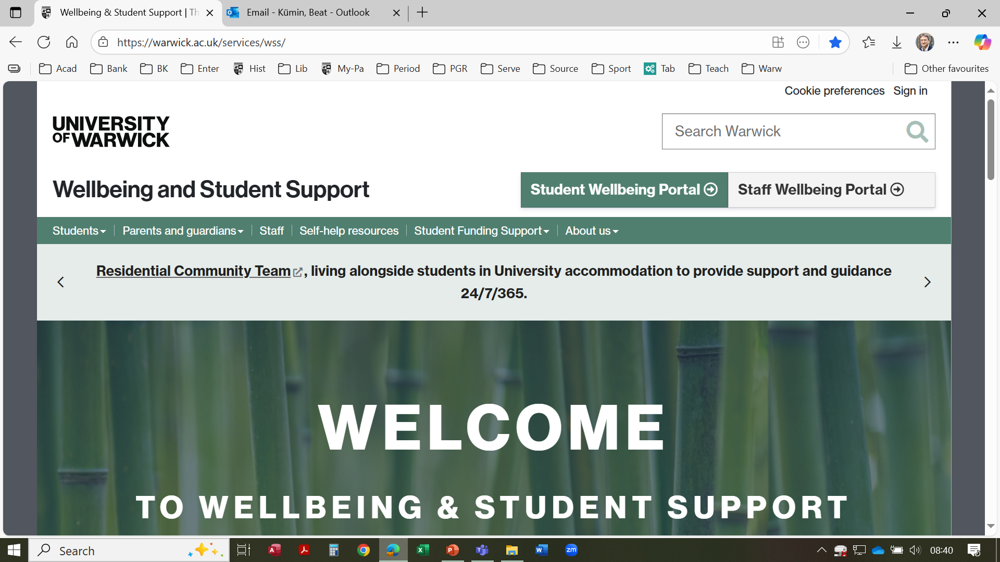 Wellbeing & Student Support | Th
Email - Kümin, Beat - Outlook
https://warwick.ac.uk/services/wss/
Acad
Bank
BK
Enter
Hist
Lib
My-Pa
Period
PGR
Serve
Source
Sport
Tab
Teach
Warw
Other favourites
Cookie preferences
Sign in
UNIVERSITY
OF WARWICK
Search Warwick
Wellbeing and Student Support
Student Wellbeing Portal
Staff Wellbeing Portal
Students
Parents and guardians
Staff
Self-help resources
Student Funding Support
About us
Residential Community Team, living alongside students in University accommodation to provide support and guidance
24/7/365.
WELCOME
TO WELLBEING & STUDENT SUPPORT
Search
zm
08:40